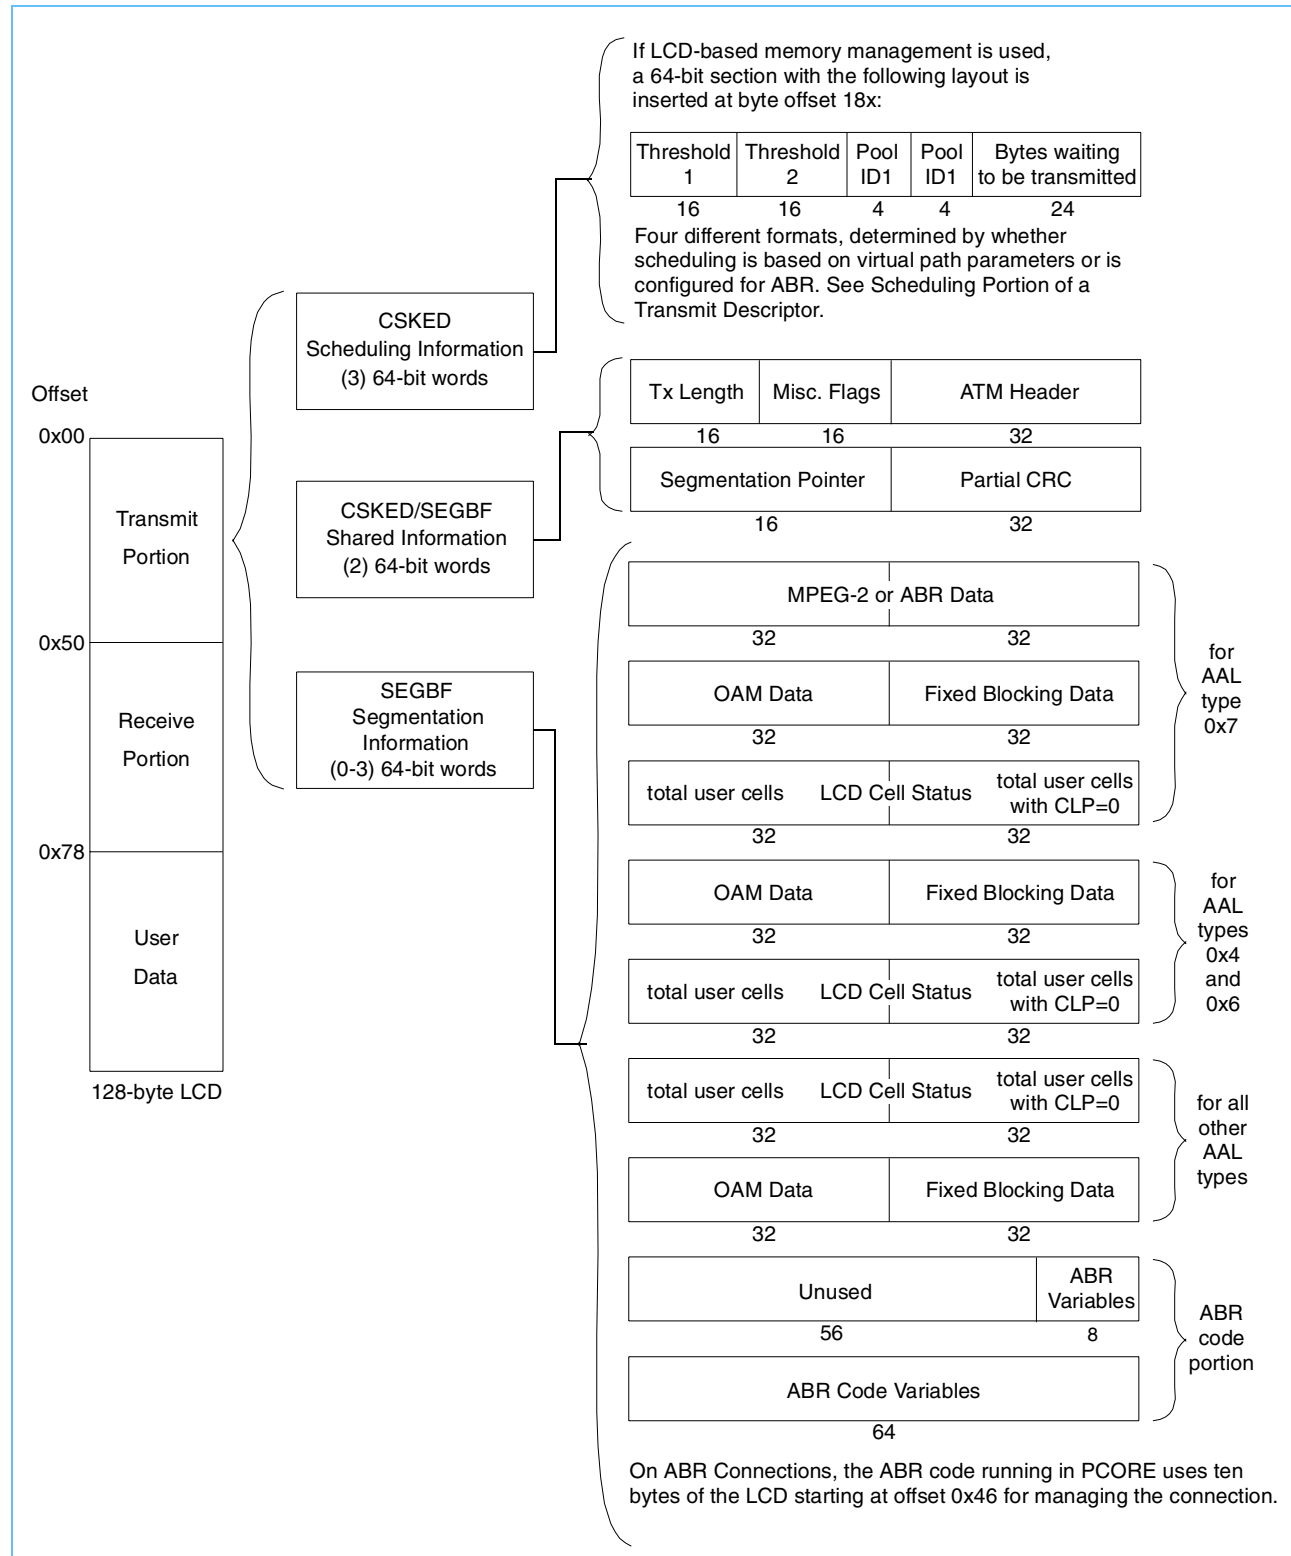 If LCD-based memory management is used,
a 64-bit section with the following layout is
inserted at byte offset 18x:
Threshold 1
Threshold 2
Pool ID1
Pool ID1
Bytes waiting to be transmitted
16
16
4
4
24
Four different formats, determined by whether
scheduling is based on virtual path parameters or is
configured for ABR. See Scheduling Portion of a
Transmit Descriptor.
CSKED
Scheduling Information
(3) 64-bit words
Tx Length
Misc. Flags
ATM Header
16
16
32
Segmentation Pointer
Partial CRC
16
32
CSKED/SEGBF
Shared Information
(2) 64-bit words
Offset
0x00
Transmit
Portion
0x50
Receive
Portion
0x78
User
Data
128-byte LCD
SEGBF
Segmentation
Information
(0-3) 64-bit words
MPEG-2 or ABR Data
32
32
OAM Data
Fixed Blocking Data
32
32
total user cells
LCD Cell Status
total user cells
with CLP=0
32
32
for
AAL
type
0x7
OAM Data
Fixed Blocking Data
32
32
total user cells
LCD Cell Status
total user cells
with CLP=0
32
32
for
AAL
types
0x4
and
0x6
total user cells
LCD Cell Status
total user cells
with CLP=0
32
32
OAM Data
Fixed Blocking Data
32
32
for all
other
AAL
types
Unused
ABR
Variables
56
8
ABR Code Variables
64
ABR
code
portion
On ABR Connections, the ABR code running in PCORE uses ten
bytes of the LCD starting at offset 0x46 for managing the connection.